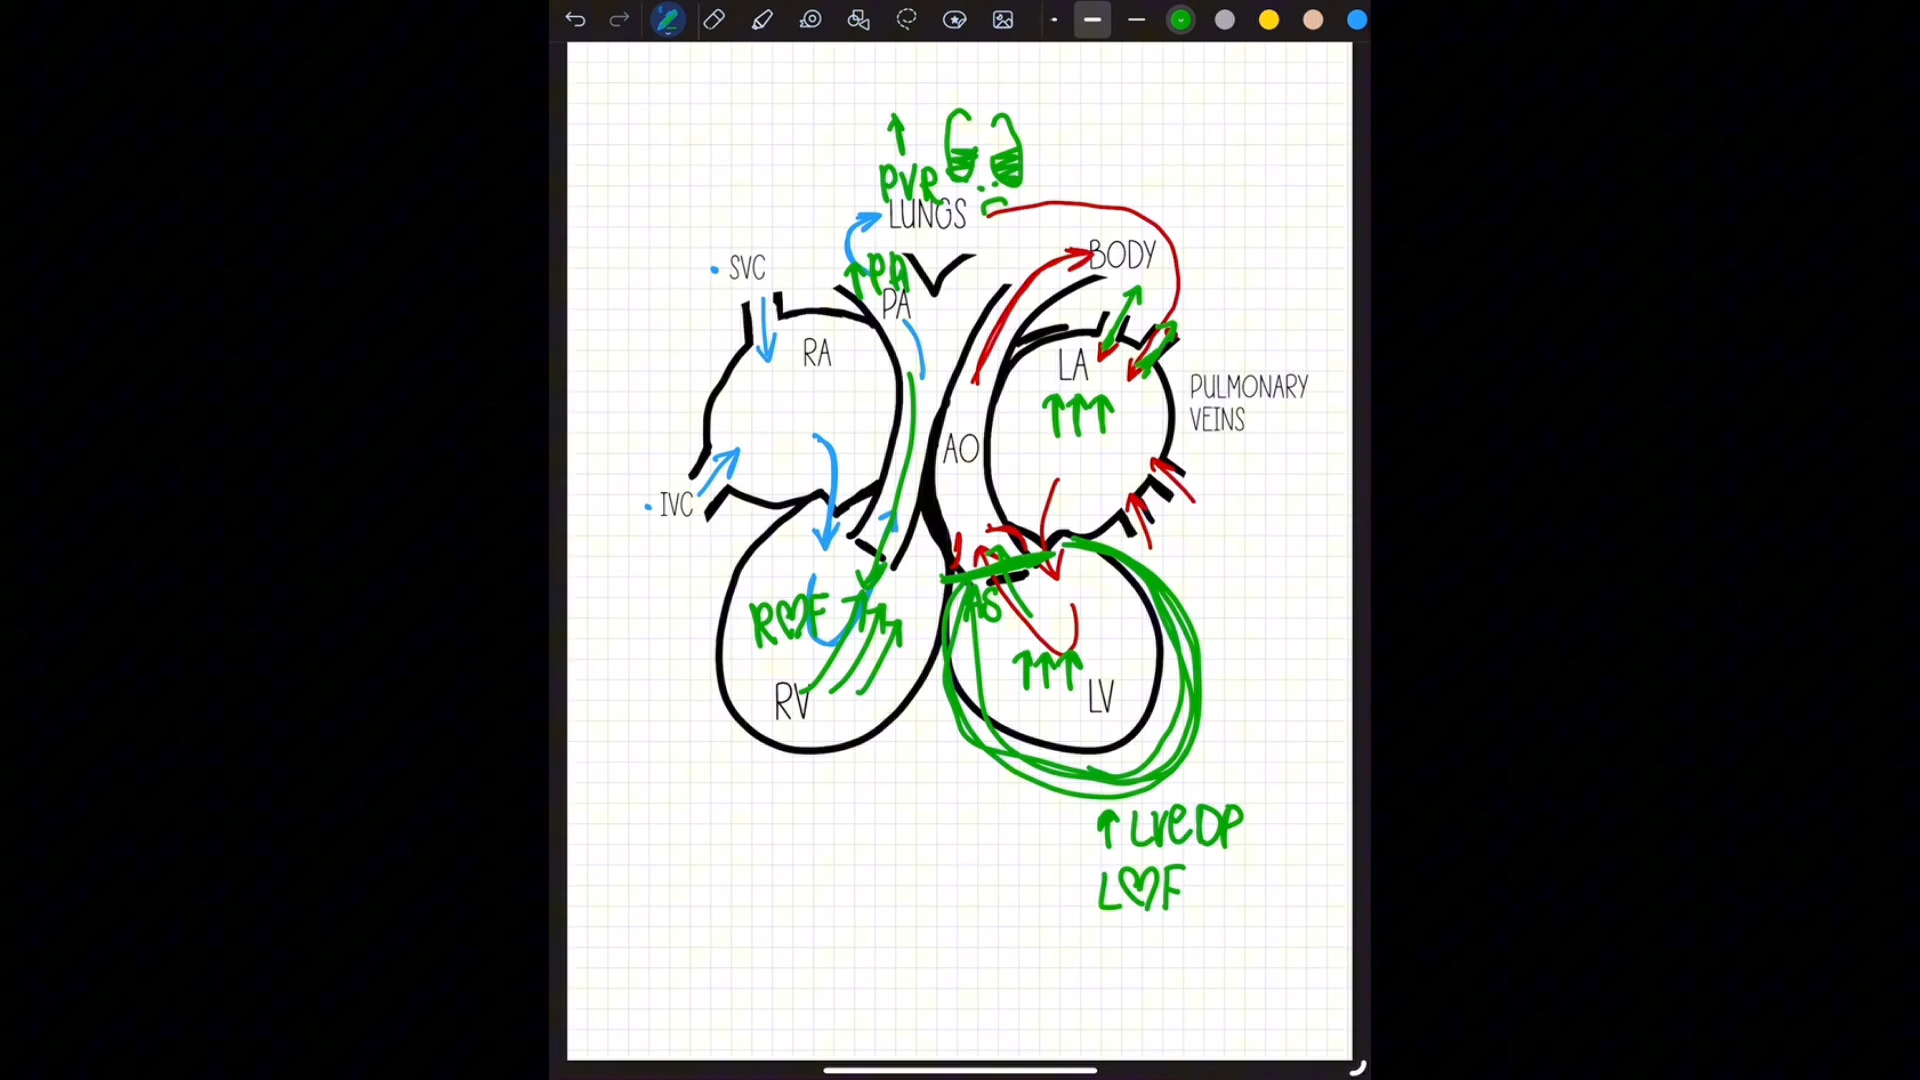 ↑
PVR
LUNGS
BODY
• SVC
↑PA
PA
RA
LA
↑↑↑
PULMONARY
VEINS
AO
• IVC
R♡F
AS
↑↑↑
RV
LV
↑ LVEDP
L♡F